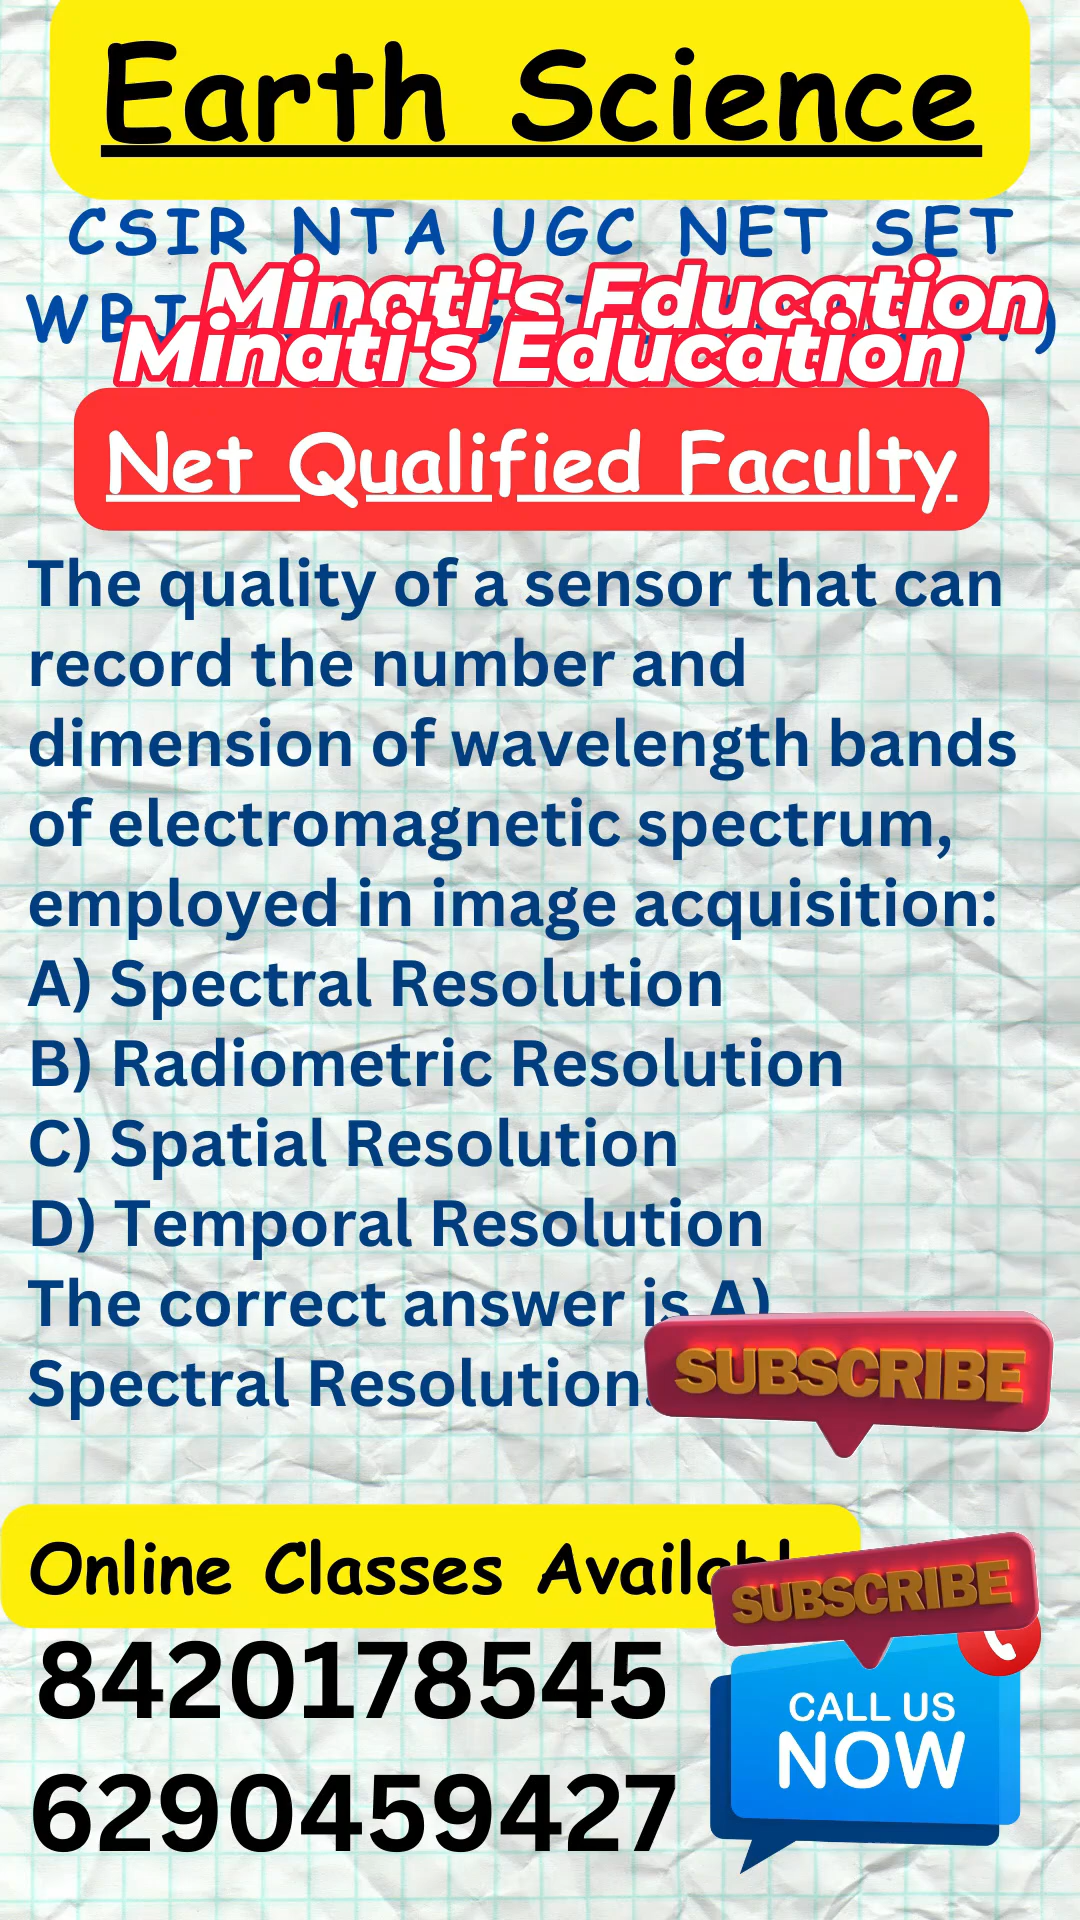 Earth Science
CSIR NTA UGC NET SET
Minati's Education
Minati's Education
Net Qualified Faculty
The quality of a sensor that can
record the number and
dimension of wavelength bands
of electromagnetic spectrum,
employed in image acquisition:
A) Spectral Resolution
B) Radiometric Resolution
C) Spatial Resolution
D) Temporal Resolution
The correct answer is A)
Spectral Resolution.
SUBSCRIBE
Online Classes
SUBSCRIBE
8420178545
CALL US
NOW
6290459427